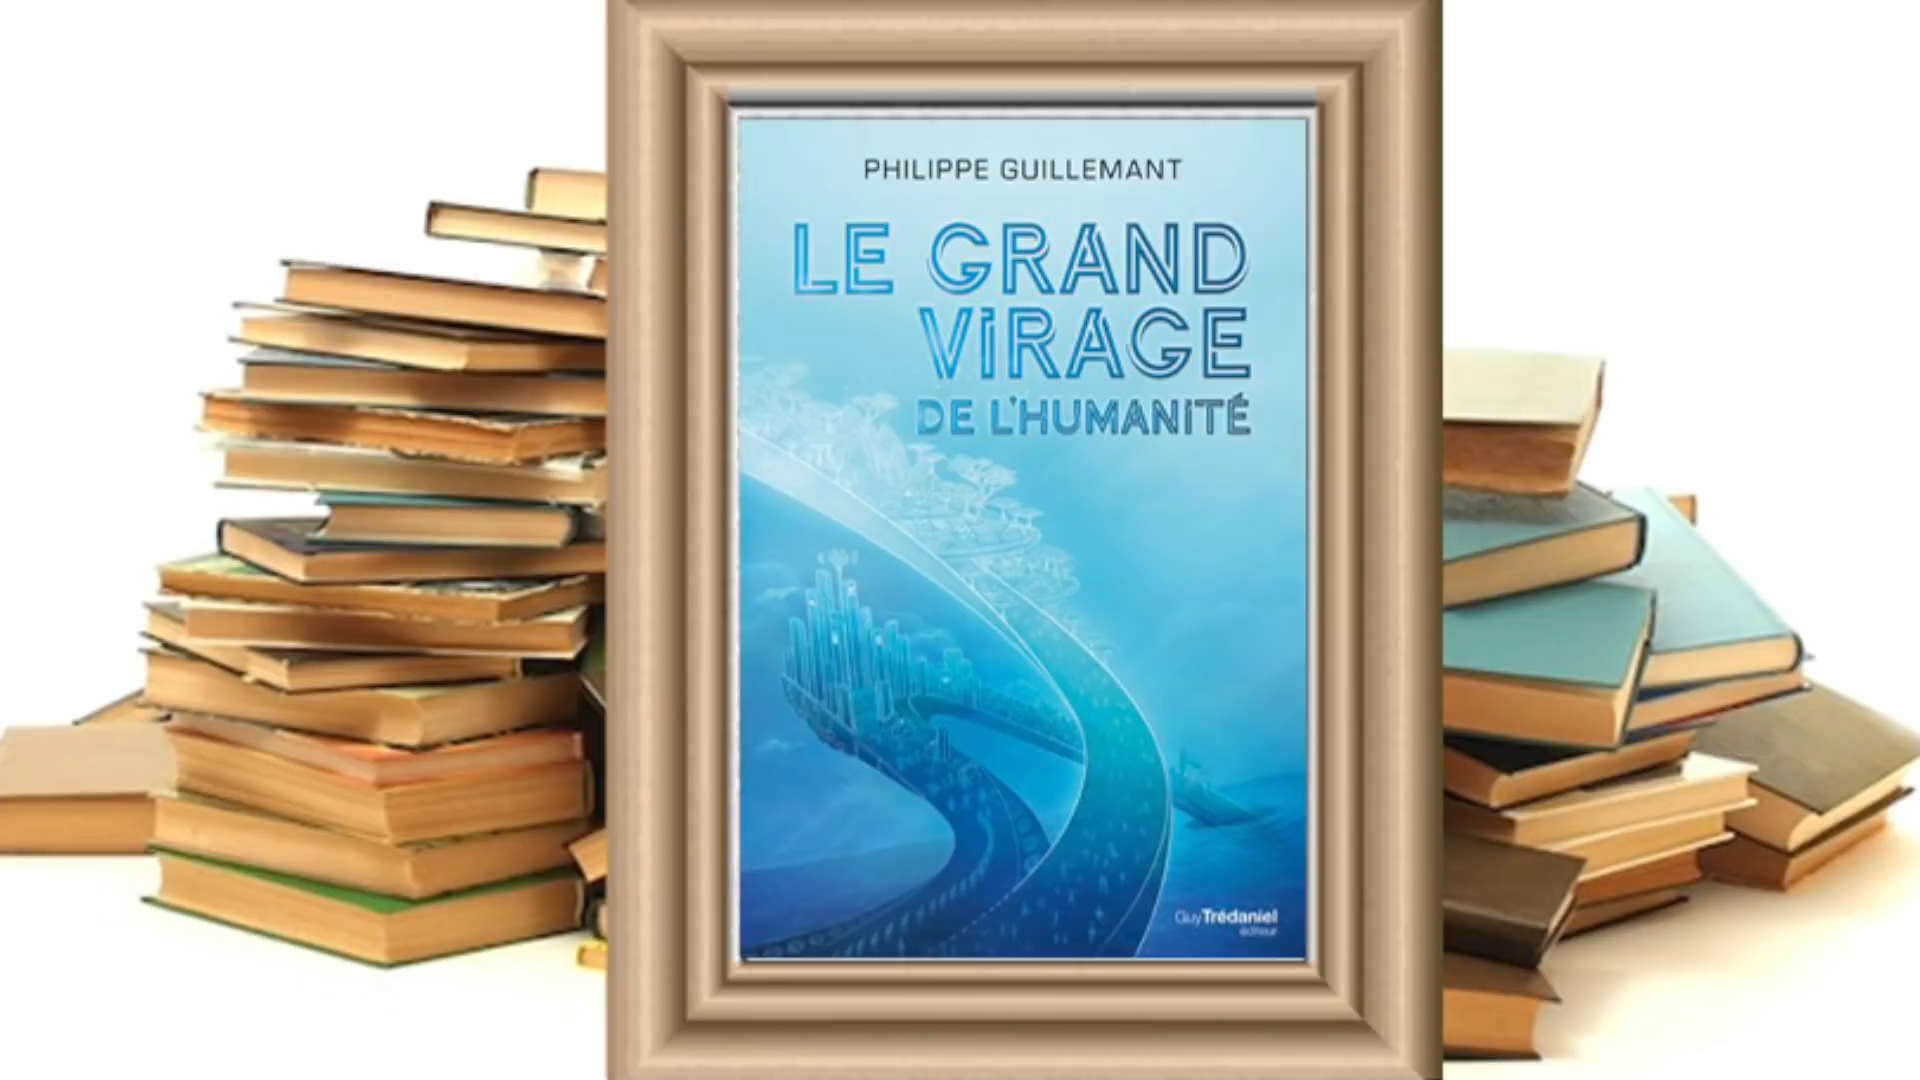 PHILIPPE GUILLEMANT
LE GRAND
VIRAGE
DE L'HUMANITÉ
Guy Trédaniel
éditeur